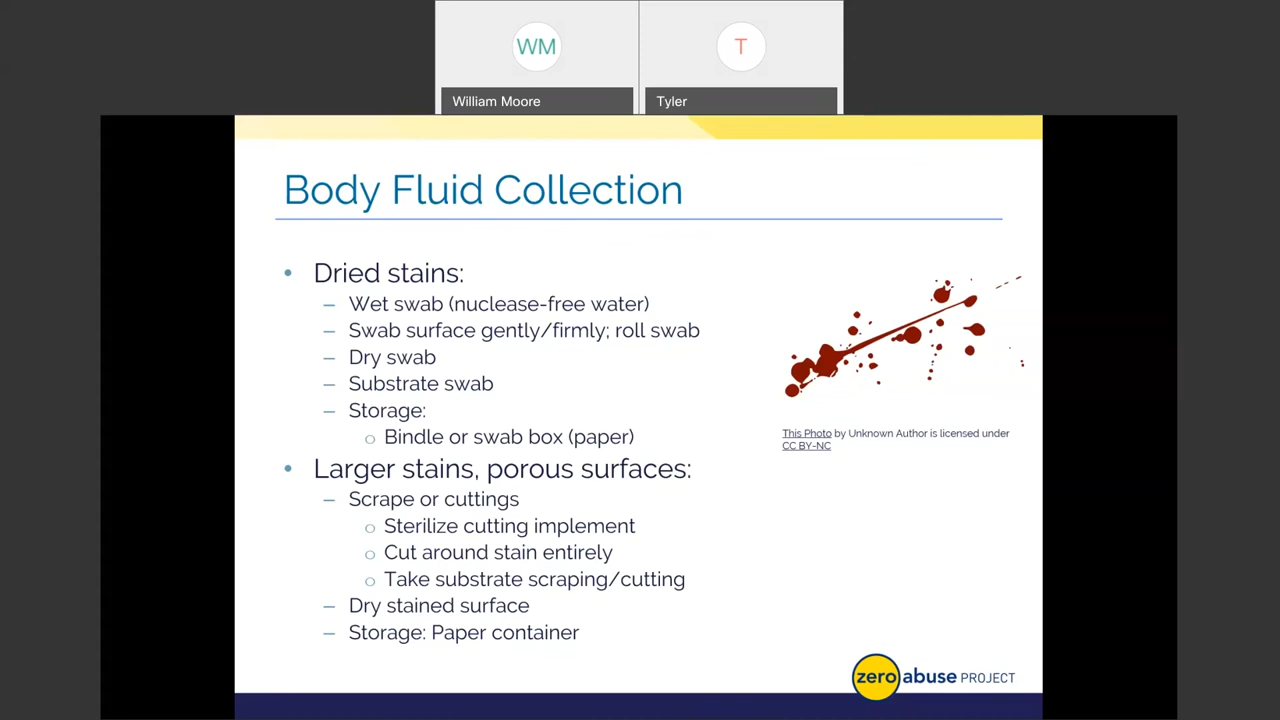 WM
T
William Moore
Tyler
Body Fluid Collection
• Dried stains:
– Wet swab (nuclease-free water)
– Swab surface gently/firmly; roll swab
– Dry swab
– Substrate swab
– Storage:
o Bindle or swab box (paper)
• Larger stains, porous surfaces:
– Scrape or cuttings
o Sterilize cutting implement
o Cut around stain entirely
o Take substrate scraping/cutting
– Dry stained surface
– Storage: Paper container
This Photo by Unknown Author is licensed under
CC BY-NC
zero abuse PROJECT